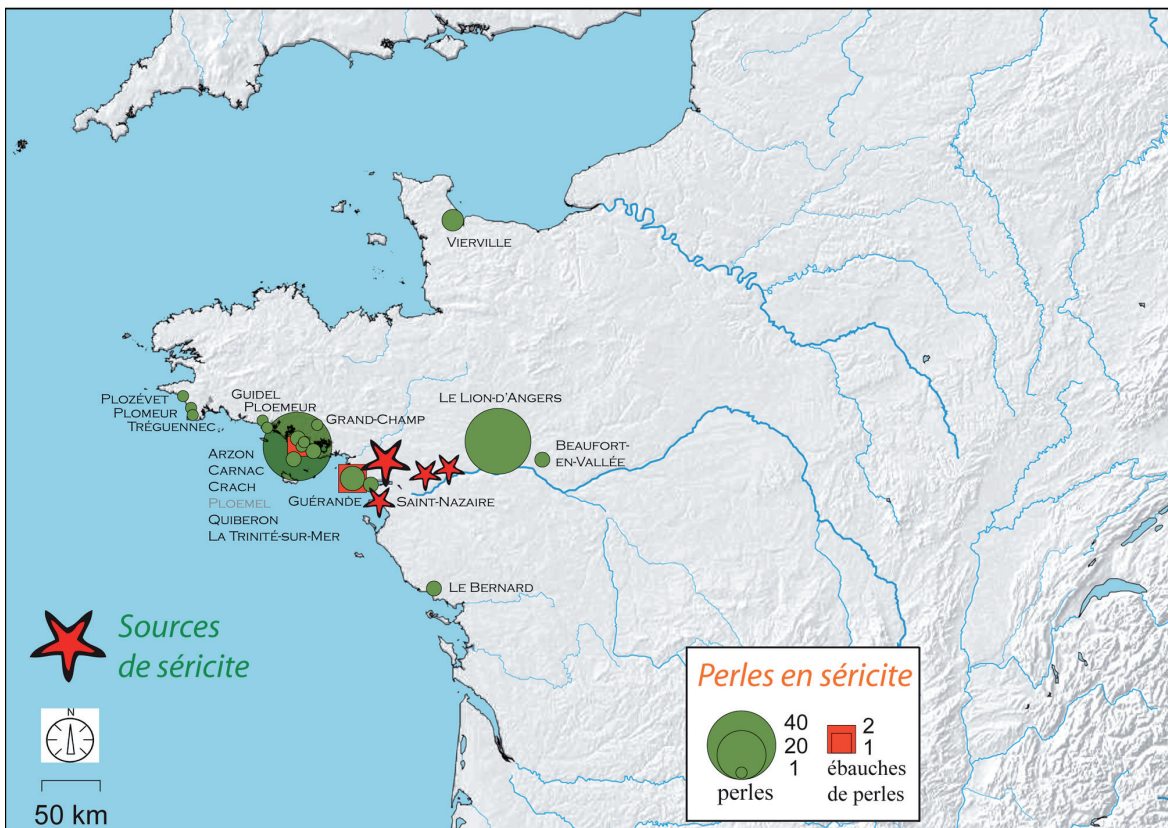 Vierville
Plozévet
Plomeur
Tréguennec
Guidel
Ploemeur
Grand-Champ
Le Lion-d'Angers
Beaufort-
en-Vallée
Arzon
Carnac
Crach
Ploemel
Quiberon
La Trinité-sur-Mer
Guérande
Saint-Nazaire
Le Bernard
Sources
de séricite
N
50 km
Perles en séricite
40
20
1
perles
2
1
ébauches
de perles